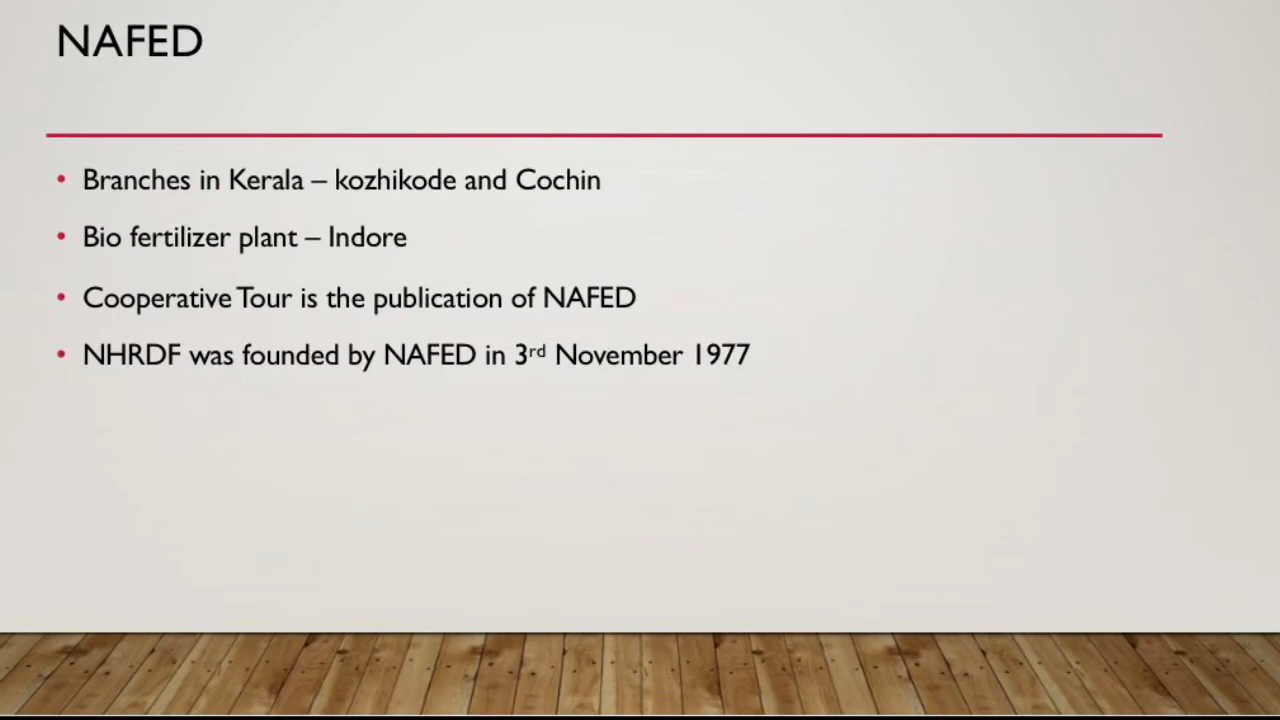 NAFED
• Branches in Kerala – kozhikode and Cochin
• Bio fertilizer plant – Indore
• Cooperative Tour is the publication of NAFED
• NHRDF was founded by NAFED in 3rd November 1977